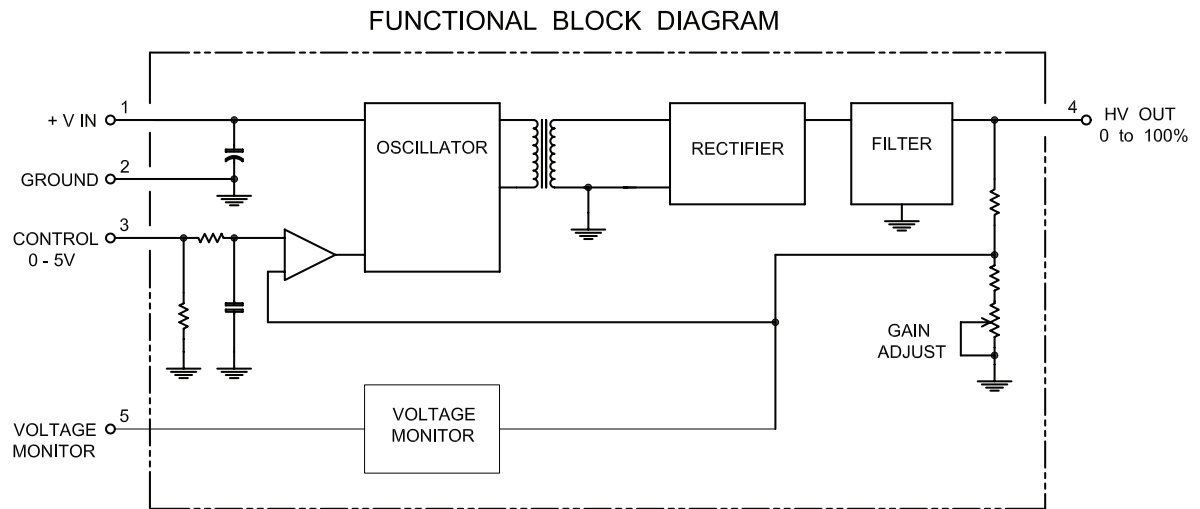 FUNCTIONAL BLOCK DIAGRAM
1
+ V IN
2
GROUND
3
CONTROL
0 - 5V
OSCILLATOR
RECTIFIER
FILTER
4
HV OUT
0 to 100%
GAIN
ADJUST
5
VOLTAGE
MONITOR
VOLTAGE
MONITOR